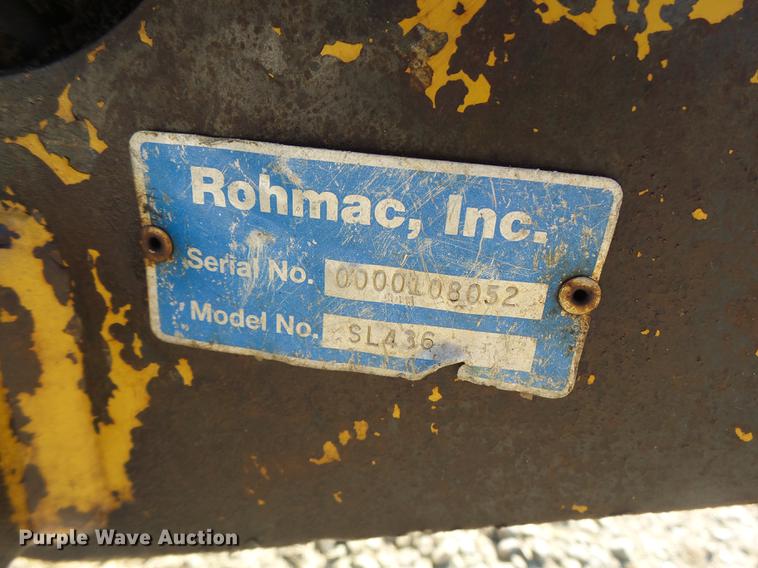 Rohmac, Inc.
Serial No. 0000108052
Model No. SL436
Purple Wave Auction